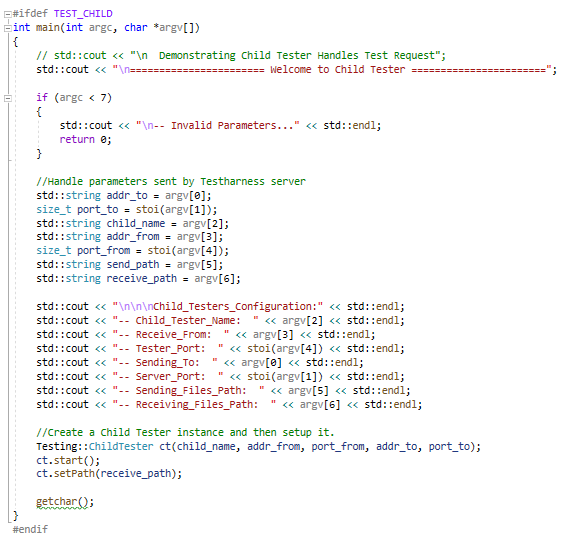 #ifdef TEST_CHILD
int main(int argc, char *argv[])
{
// std::cout << "\n  Demonstrating Child Tester Handles Test Request";
std::cout << "\n======================= Welcome to Child Tester =======================";
if (argc < 7)
{
std::cout << "\n-- Invalid Parameters..." << std::endl;
return 0;
}
//Handle parameters sent by Testharness server
std::string addr_to = argv[0];
size_t port_to = stoi(argv[1]);
std::string child_name = argv[2];
std::string addr_from = argv[3];
size_t port_from = stoi(argv[4]);
std::string send_path = argv[5];
std::string receive_path = argv[6];
std::cout << "\n\n\nChild_Testers_Configuration:" << std::endl;
std::cout << "-- Child_Tester_Name:  " << argv[2] << std::endl;
std::cout << "-- Receive_From:  " << argv[3] << std::endl;
std::cout << "-- Tester_Port:  " << stoi(argv[4]) << std::endl;
std::cout << "-- Sending_To:  " << argv[0] << std::endl;
std::cout << "-- Server_Port:  " << stoi(argv[1]) << std::endl;
std::cout << "-- Sending_Files_Path:  " << argv[5] << std::endl;
std::cout << "-- Receiving_Files_Path:  " << argv[6] << std::endl;
//Create a Child Tester instance and then setup it.
Testing::ChildTester ct(child_name, addr_from, port_from, addr_to, port_to);
ct.start();
ct.setPath(receive_path);
getchar();
}
#endif